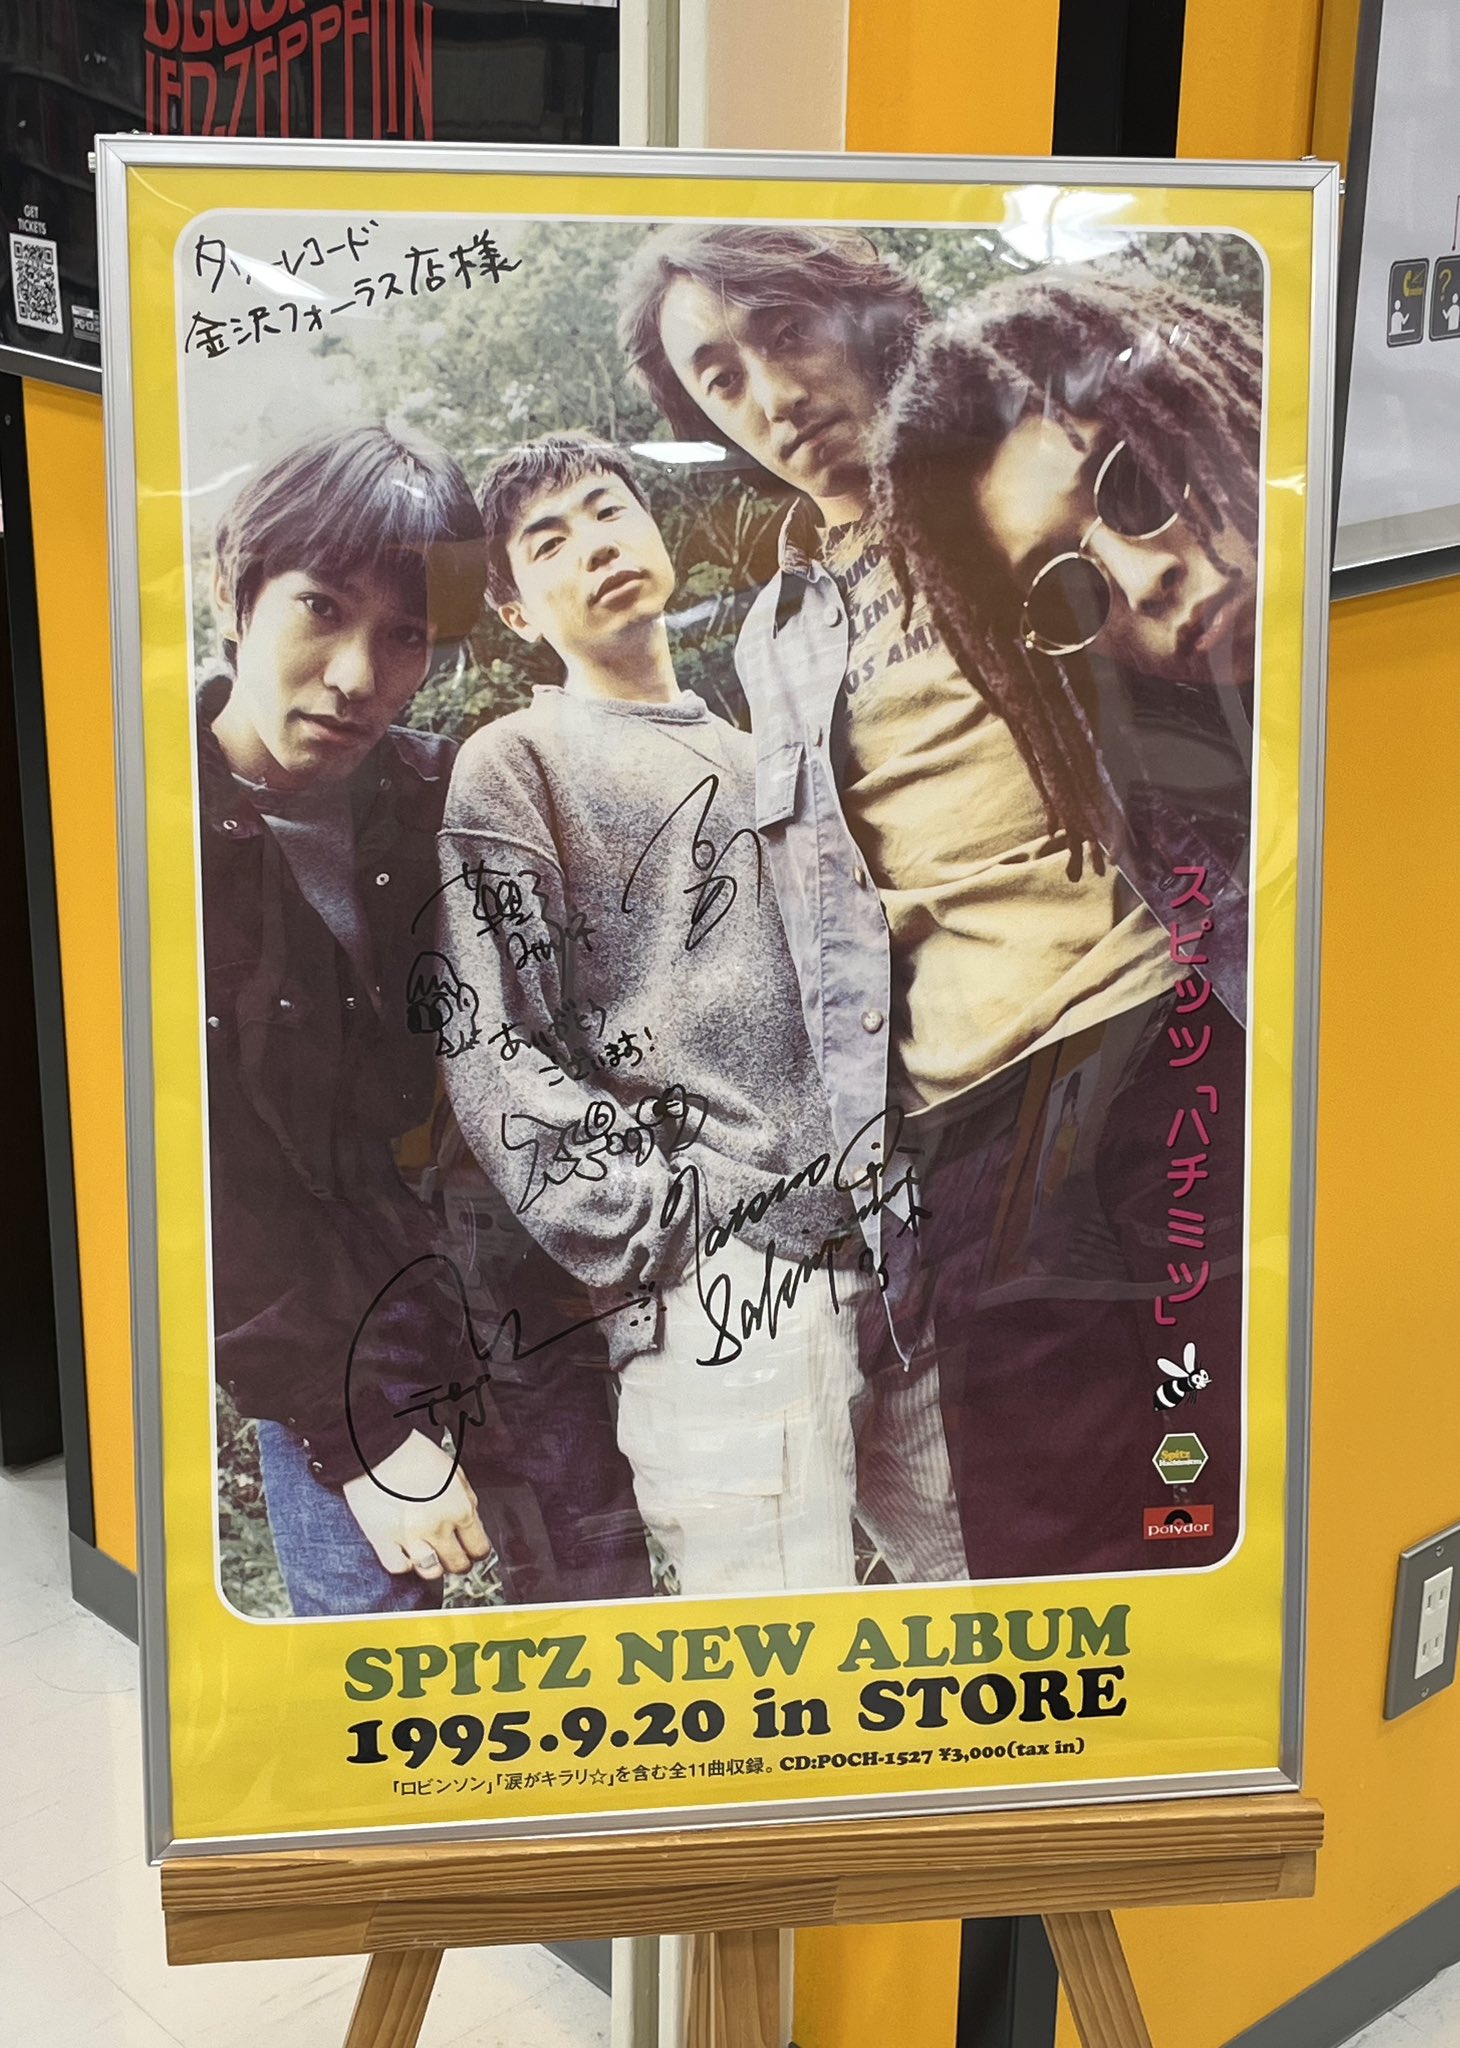 LED ZEPPELIN
GET
TICKETS
タワーレコード
金沢フォーラス店様
OS AM
ありがとう
ございます!
スピッツ「ハチミツ」
Spitz
Hachimitsu
polydor
SPITZ NEW ALBUM
1995.9.20 in STORE
「ロビンソン」「涙がキラリ☆」を含む全11曲収録。CD:POCH-1527 ¥3,000(tax in)